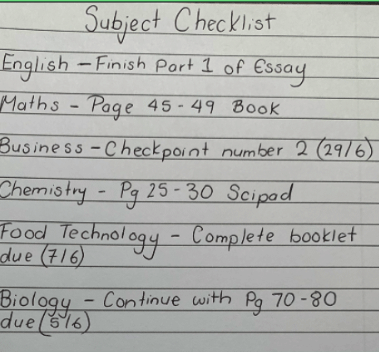 Subject Checklist
English - Finish Part 1 of Essay
Maths - Page 45-49 Book
Business - Checkpoint number 2 (29/6)
Chemistry - Pg 25-30 Scipad
Food Technology - Complete booklet
due (7/6)
Biology - Continue with Pg 70-80
due (5/6)